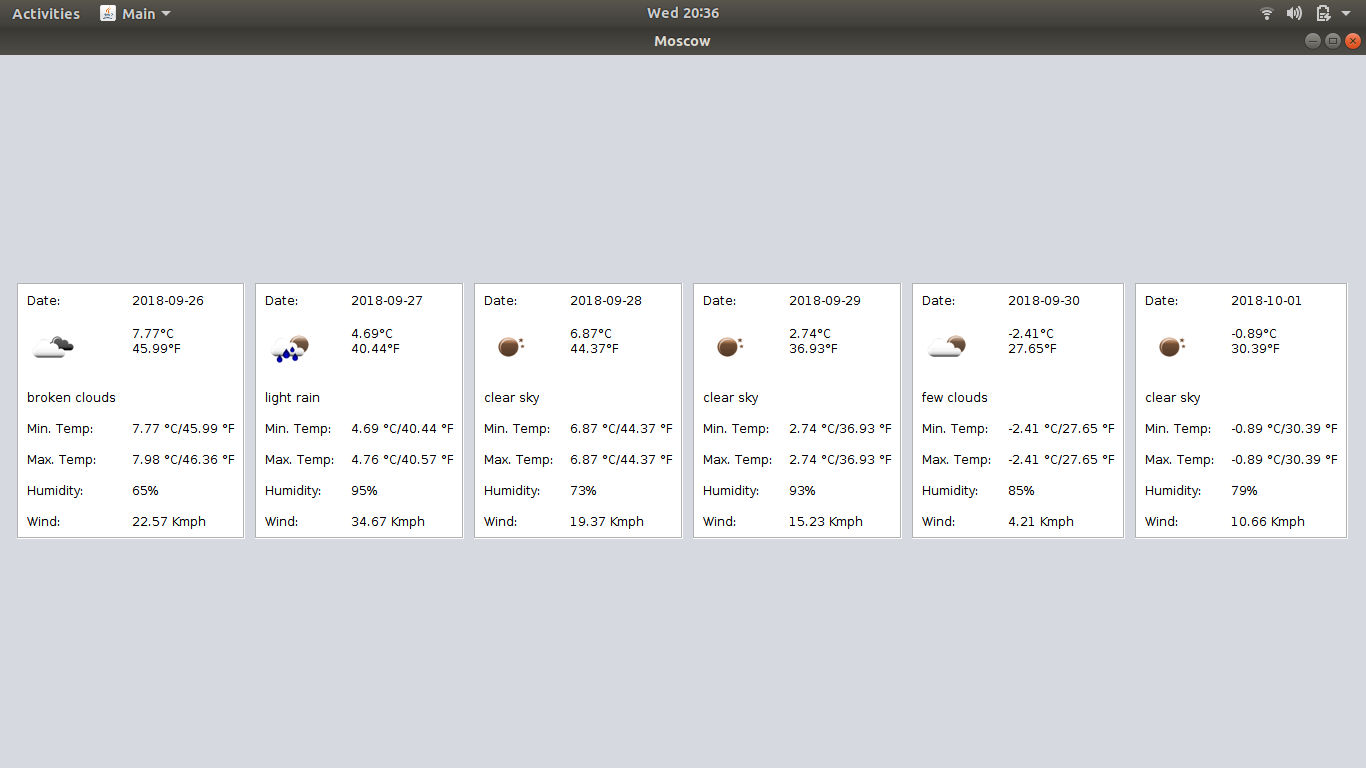 Activities Main Wed 20:36
Moscow
Date: 2018-09-26
7.77°C
45.99°F
broken clouds
Min. Temp: 7.77 °C/45.99 °F
Max. Temp: 7.98 °C/46.36 °F
Humidity: 65%
Wind: 22.57 Kmph
Date: 2018-09-27
4.69°C
40.44°F
light rain
Min. Temp: 4.69 °C/40.44 °F
Max. Temp: 4.76 °C/40.57 °F
Humidity: 95%
Wind: 34.67 Kmph
Date: 2018-09-28
6.87°C
44.37°F
clear sky
Min. Temp: 6.87 °C/44.37 °F
Max. Temp: 6.87 °C/44.37 °F
Humidity: 73%
Wind: 19.37 Kmph
Date: 2018-09-29
2.74°C
36.93°F
clear sky
Min. Temp: 2.74 °C/36.93 °F
Max. Temp: 2.74 °C/36.93 °F
Humidity: 93%
Wind: 15.23 Kmph
Date: 2018-09-30
-2.41°C
27.65°F
few clouds
Min. Temp: -2.41 °C/27.65 °F
Max. Temp: -2.41 °C/27.65 °F
Humidity: 85%
Wind: 4.21 Kmph
Date: 2018-10-01
-0.89°C
30.39°F
clear sky
Min. Temp: -0.89 °C/30.39 °F
Max. Temp: -0.89 °C/30.39 °F
Humidity: 79%
Wind: 10.66 Kmph